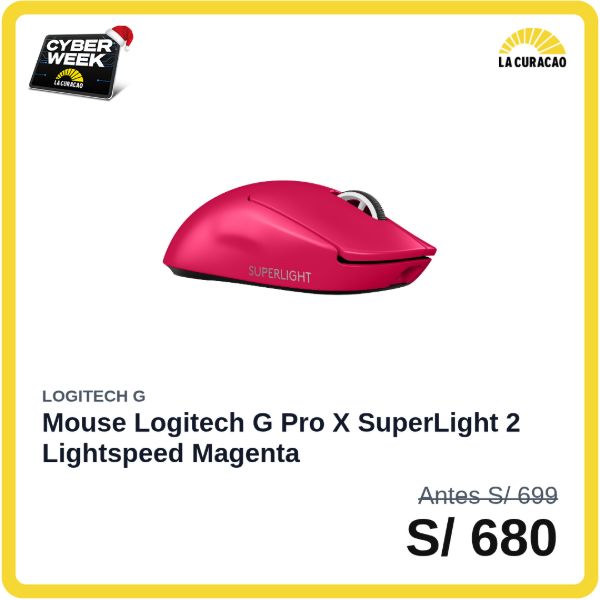 CYBER
WEEK
LA CURACAO
LA CURACAO
SUPERLIGHT
LOGITECH G
Mouse Logitech G Pro X SuperLight 2
Lightspeed Magenta
Antes S/ 699
S/ 680